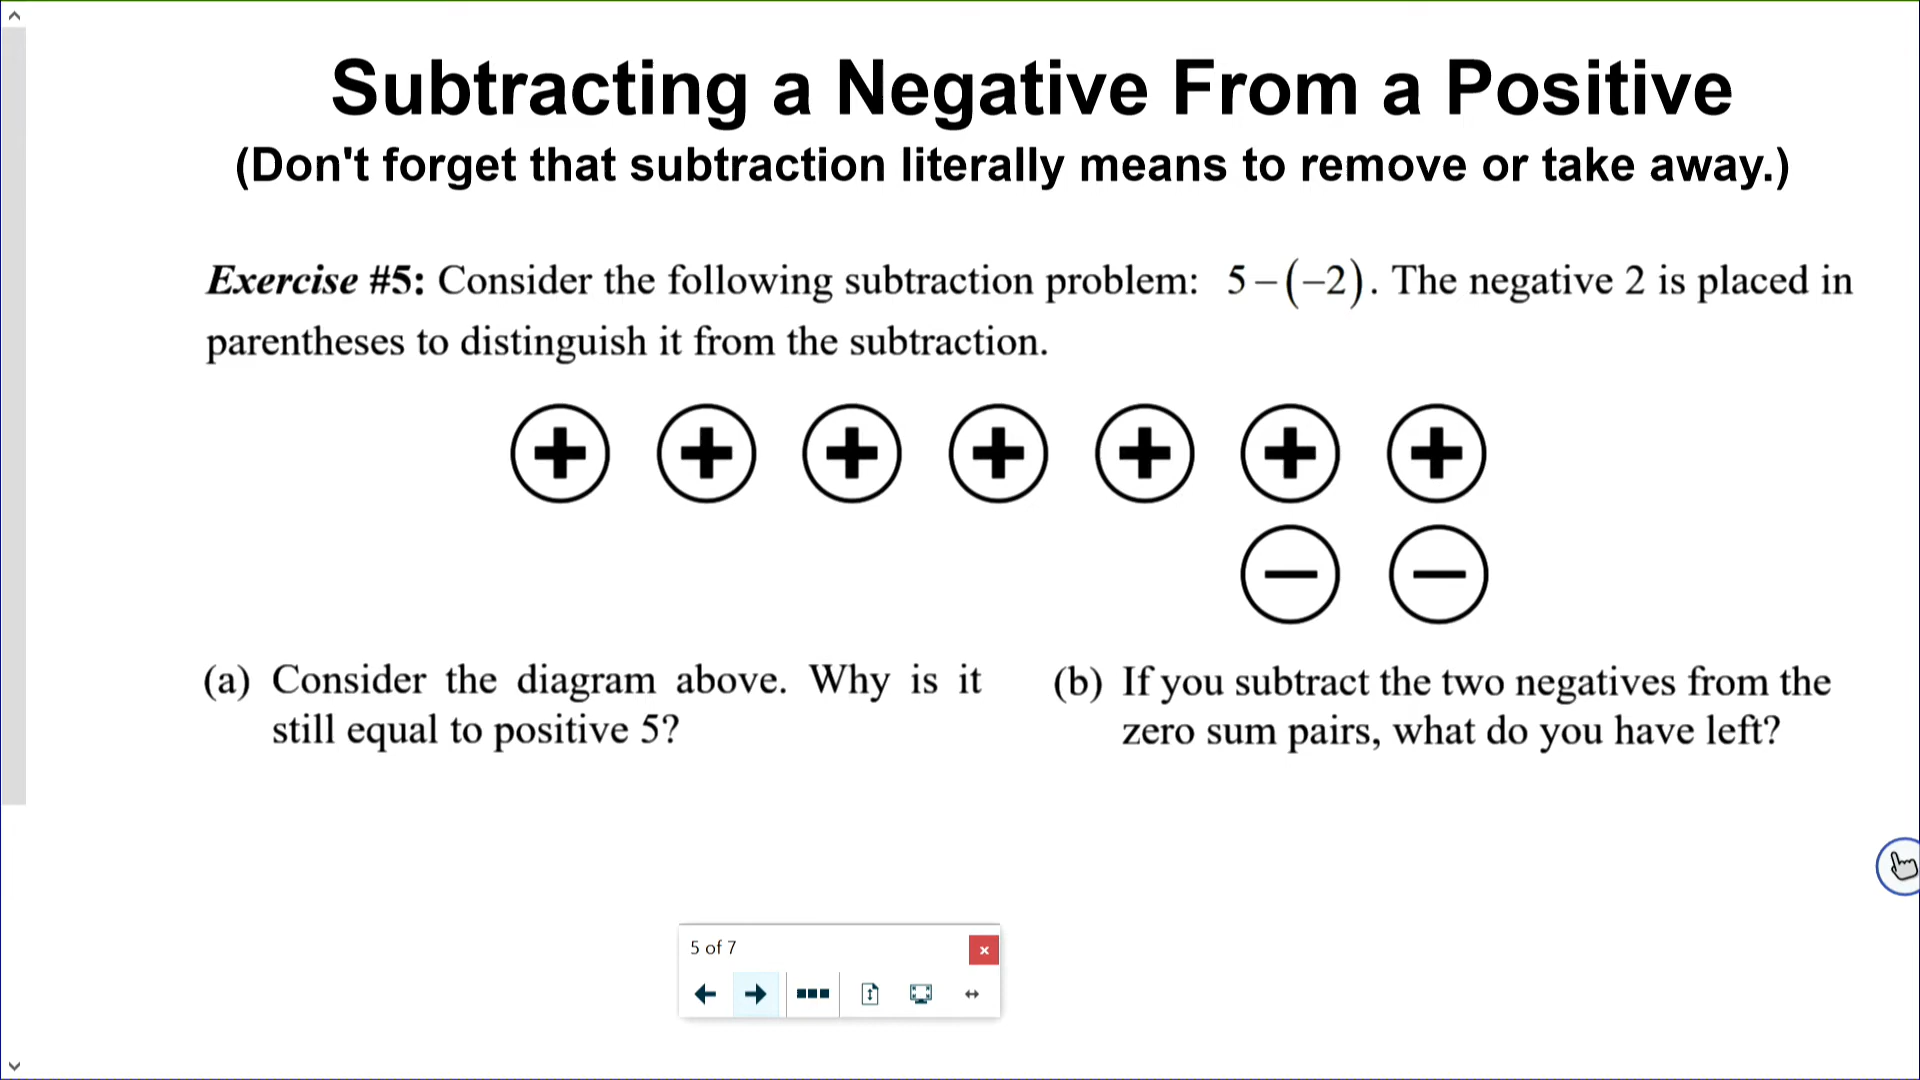 Subtracting a Negative From a Positive
(Don't forget that subtraction literally means to remove or take away.)
Exercise #5: Consider the following subtraction problem: 5−(−2). The negative 2 is placed in
parentheses to distinguish it from the subtraction.
+ + + + + + +
− −
(a) Consider the diagram above. Why is it
still equal to positive 5?
(b) If you subtract the two negatives from the
zero sum pairs, what do you have left?
5 of 7